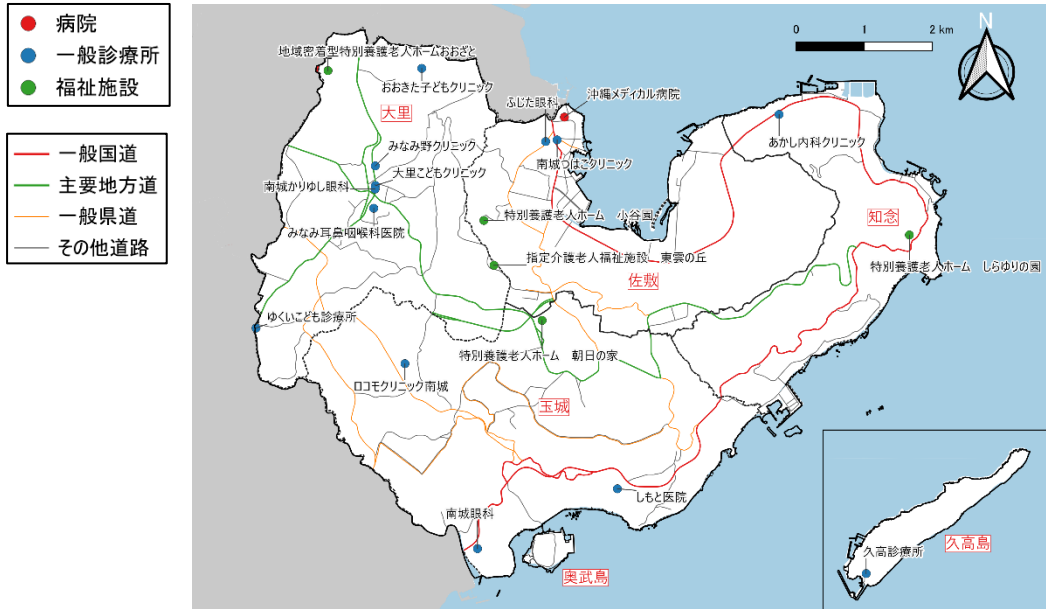 病院
一般診療所
福祉施設
一般国道
主要地方道
一般県道
その他道路
0 1 2 km
N
地域密着型特別養護老人ホームおおざと
おおきた子どもクリニック
大里
ふじた眼科
沖縄メディカル病院
あかし内科クリニック
みなみ野クリニック
南城つはこクリニック
大里こどもクリニック
南城かりゆし眼科
みなみ耳鼻咽喉科医院
特別養護老人ホーム 小谷園
知念
指定介護老人福祉施設 東雲の丘
特別養護老人ホーム しらゆりの園
佐敷
ゆくいこども診療所
特別養護老人ホーム 朝日の家
ロコモクリニック南城
玉城
しもと医院
南城眼科
奥武島
久高診療所
久高島